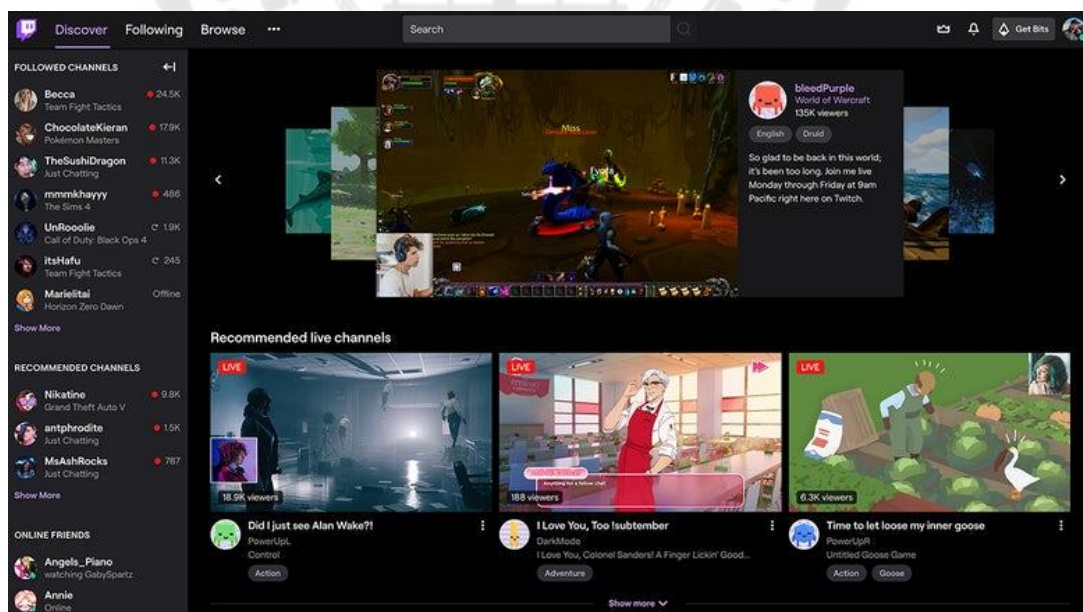 Discover Following Browse
Search
Get Bits
FOLLOWED CHANNELS
Becca 24.5K
Team Fight Tactics
ChocolateKieran 17.9K
Pokémon Masters
TheSushiDragon 11.3K
Just Chatting
mmmkhayyy 486
The Sims 4
UnRooolie 1.9K
Call of Duty: Black Ops 4
itsHafu 245
Team Fight Tactics
Marielitai Offline
Horizon Zero Dawn
Show More
RECOMMENDED CHANNELS
Nikatine 9.8K
Grand Theft Auto V
antphrodite 1.5K
Just Chatting
MsAshRocks 787
Just Chatting
Show More
ONLINE FRIENDS
Angels_Piano
watching GabySpartz
Annie
Online
Miss
bleedPurple
World of Warcraft
135K viewers
English Druid
So glad to be back in this world;
it's been too long. Join me live
Monday through Friday at 9am
Pacific right here on Twitch.
Recommended live channels
LIVE
18.9K viewers
Did I just see Alan Wake?!
PowerUpL
Control
Action
LIVE
Anything for a fellow chef!
188 viewers
I Love You, Too !subtember
DarkMode
I Love You, Colonel Sanders! A Finger Lickin' Good...
Adventure
LIVE
6.3K viewers
Time to let loose my inner goose
PowerUpR
Untitled Goose Game
Action Goose
Show more